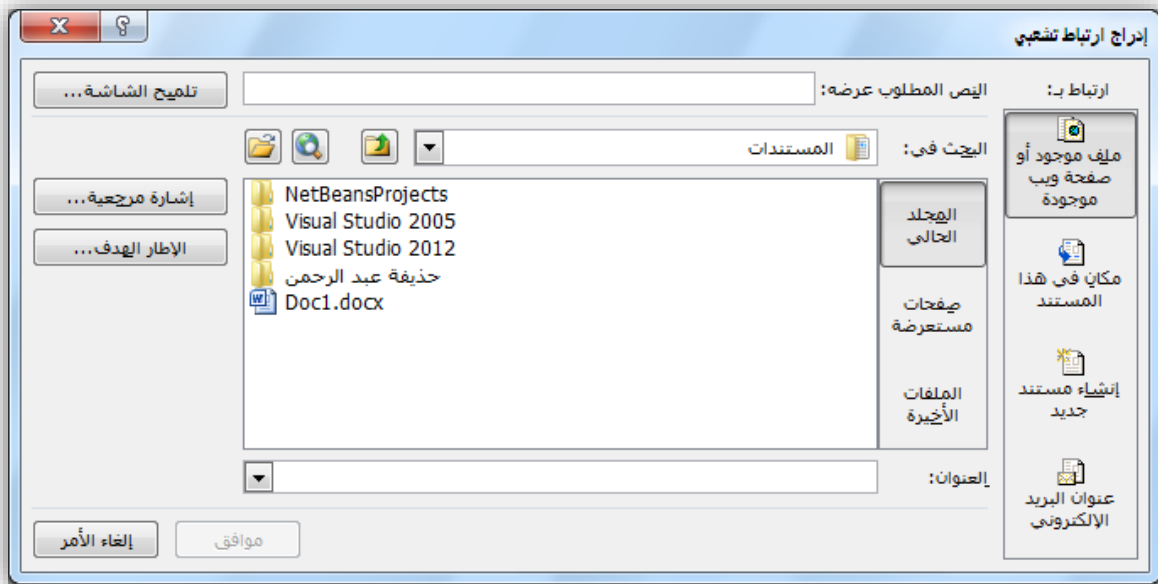 إدراج ارتباط تشعبي
ارتباط بـ:
ملف موجود أو
صفحة ويب
موجودة
مكان في هذا
المستند
إنشاء مستند
جديد
عنوان البريد
الإلكتروني
النص المطلوب عرضه:
تلميح الشاشة...
البحث في:
المستندات
المجلد
الحالي
صفحات
مستعرضة
الملفات
الأخيرة
NetBeansProjects
Visual Studio 2005
Visual Studio 2012
حذيفة عبد الرحمن
Doc1.docx
إشارة مرجعية...
الإطار الهدف...
العنوان:
موافق
إلغاء الأمر